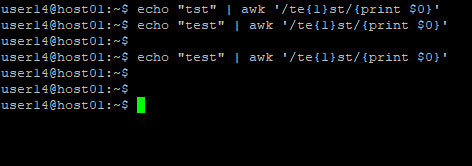 user14@host01:~$ echo "tst" | awk '/te{1}st/{print $0}'
user14@host01:~$ echo "test" | awk '/te{1}st/{print $0}'
user14@host01:~$
user14@host01:~$ echo "test" | awk '/te{1}st/{print $0}'
user14@host01:~$
user14@host01:~$
user14@host01:~$